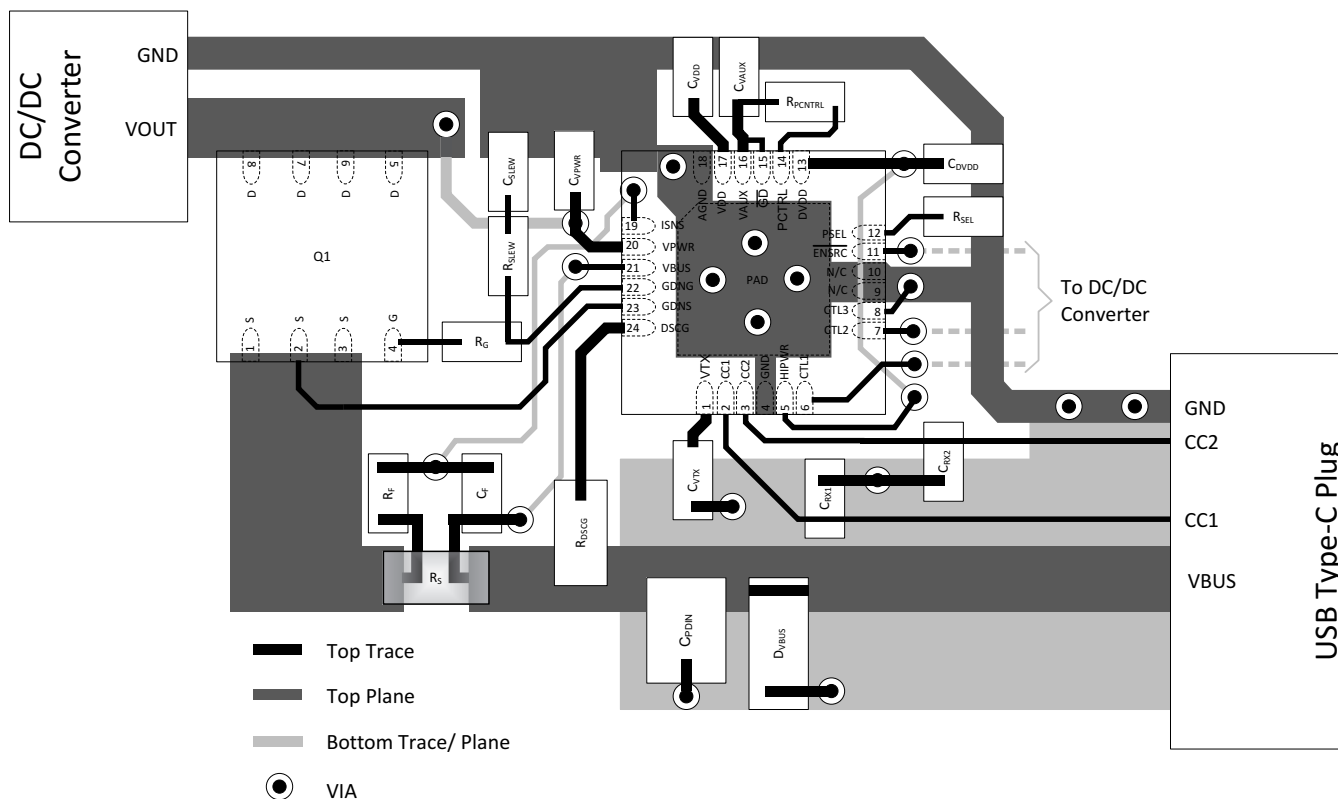 DC/DC
Converter
GND
VOUT
8
7
6
5
D
D
D
D
Q1
S
S
S
G
1
2
3
4
CSLEW
RSLEW
RG
CVPWR
CVDD
CVAUX
RPCNTRL
CDVDD
RSEL
18
17
16
15
14
13
AGND
VDD
VAUX
GD
PCTRL
DVDD
19
ISNS
20
VPWR
21
VBUS
22
GDNG
23
GDNS
24
DSCG
PAD
PSEL
12
ENSRC
11
N/C
10
N/C
9
CTL3
8
CTL2
7
VTX
CC1
CC2
GND
HIPWR
CTL1
1
2
3
4
5
6
To DC/DC
Converter
RF
CF
RS
RDSCG
CVTX
CRX1
CRX2
CPDIN
DVBUS
GND
CC2
CC1
VBUS
USB Type-C Plug
Top Trace
Top Plane
Bottom Trace/ Plane
VIA